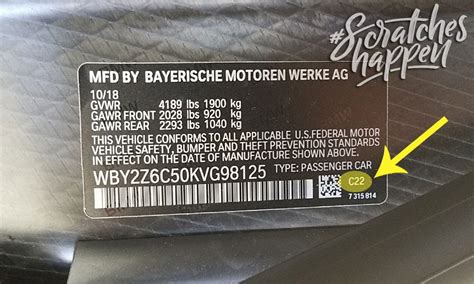 #Scratches
happen
MFD BY BAYERISCHE MOTOREN WERKE AG
10/18
GVWR 4189 lbs 1900 kg
GAWR FRONT 2028 lbs 920 kg
GAWR REAR 2293 lbs 1040 kg
THIS VEHICLE CONFORMS TO ALL APPLICABLE U.S.FEDERAL MOTOR
VEHICLE SAFETY, BUMPER AND THEFT PREVENTION STANDARDS
IN EFFECT ON THE DATE OF MANUFACTURE SHOWN ABOVE.
WBY2Z6C50KVG98125 TYPE: PASSENGER CAR
C22
7 315 814